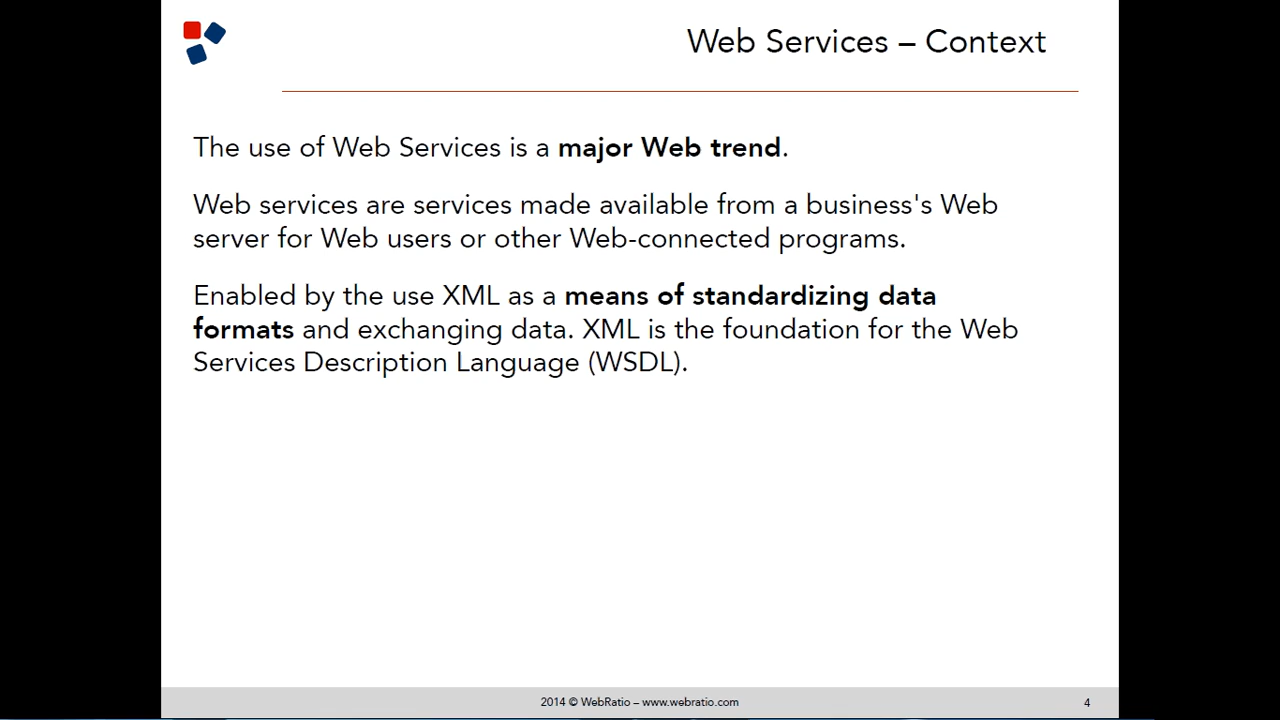 Web Services – Context
The use of Web Services is a major Web trend.
Web services are services made available from a business's Web
server for Web users or other Web-connected programs.
Enabled by the use XML as a means of standardizing data
formats and exchanging data. XML is the foundation for the Web
Services Description Language (WSDL).
2014 © WebRatio – www.webratio.com
4